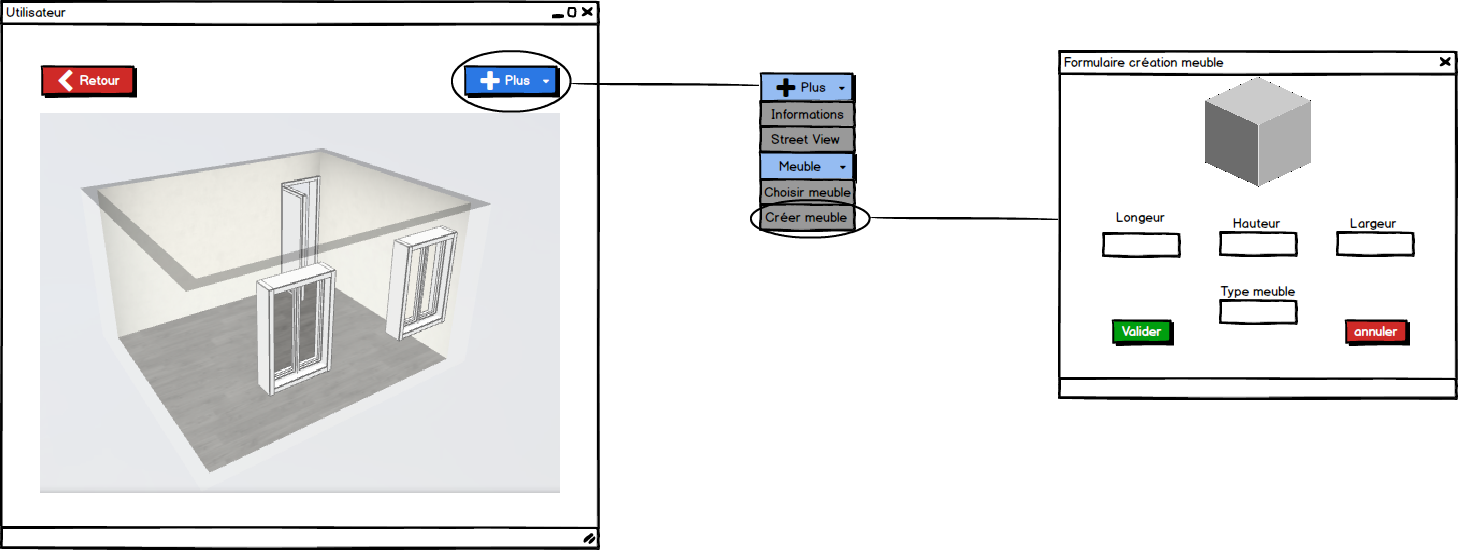 Utilisateur
Retour
Plus
Plus
Informations
Street View
Meuble
Choisir meuble
Créer meuble
Formulaire création meuble
Longeur
Hauteur
Largeur
Type meuble
Valider
annuler